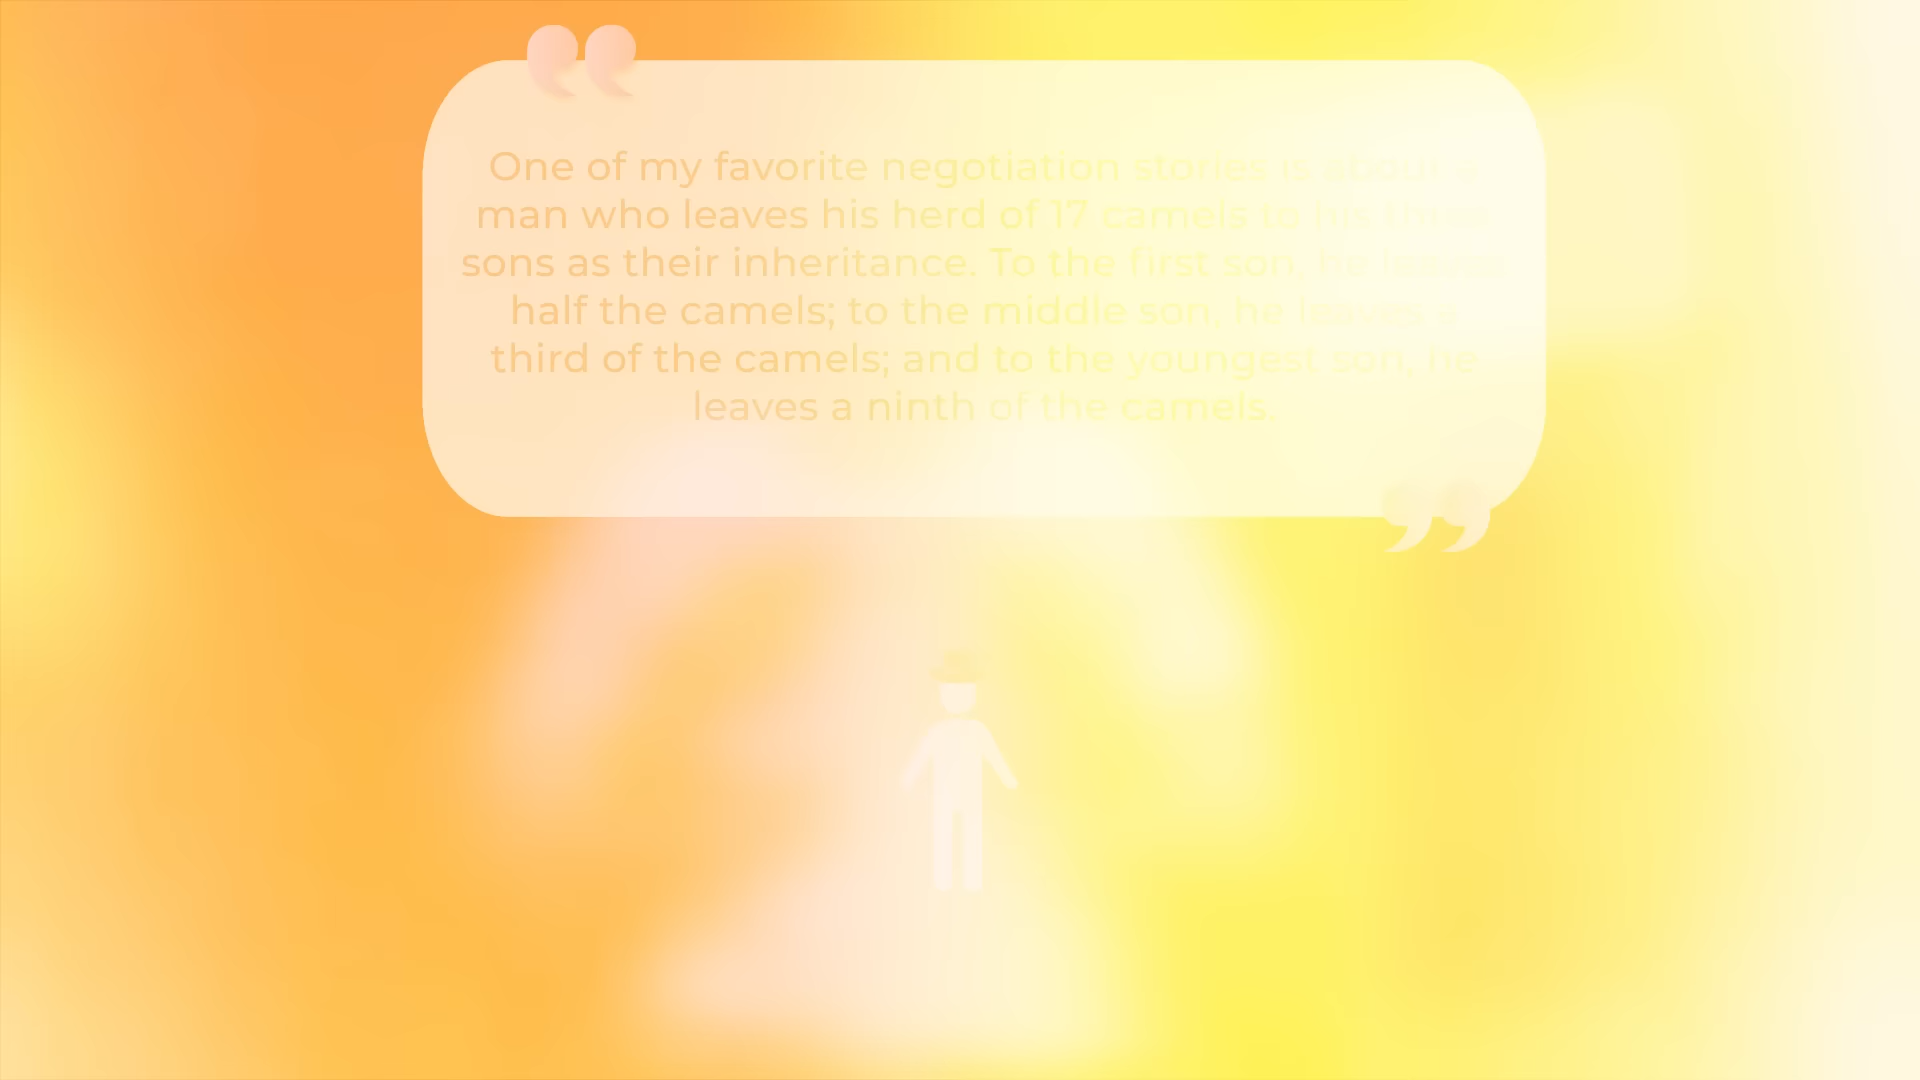 One of my favorite negotiation stories is about a
man who leaves his herd of 17 camels to his three
sons as their inheritance. To the first son, he leaves
half the camels; to the middle son, he leaves a
third of the camels; and to the youngest son, he
leaves a ninth of the camels.